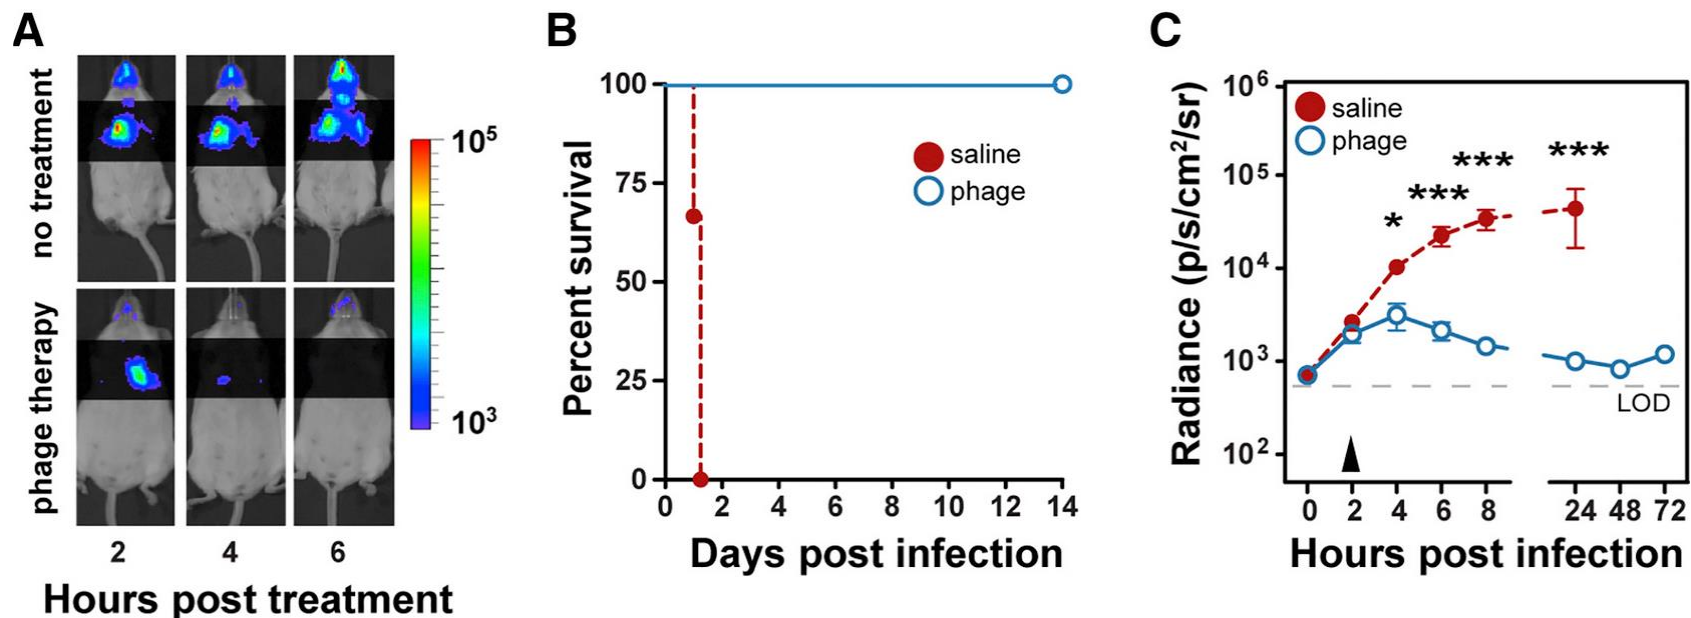 A
no treatment
phage therapy
10⁵
10³
2 4 6
Hours post treatment
B
Percent survival
100
75
50
25
0
saline
phage
0 2 4 6 8 10 12 14
Days post infection
C
Radiance (p/s/cm²/sr)
10⁶
10⁵
10⁴
10³
10²
saline
phage
*
***
***
***
LOD
0 2 4 6 8 24 48 72
Hours post infection